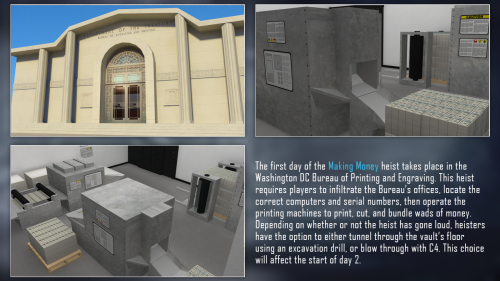 The first day of the Making Money heist takes place in the
Washington DC Bureau of Printing and Engraving. This heist
requires players to infiltrate the Bureau's offices, locate the
correct computers and serial numbers, then operate the
printing machines to print, cut, and bundle wads of money.
Depending on whether or not the heist has gone loud, heisters
have the option to either tunnel through the vault's floor
using an excavation drill, or blow through with C4. This choice
will affect the start of day 2.